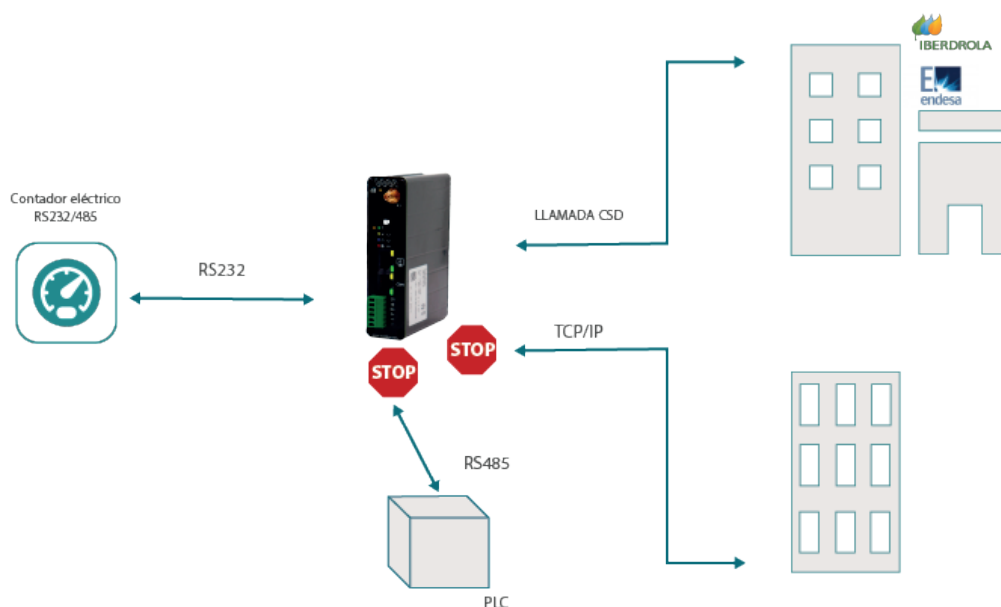 IBERDROLA
E.
endesa
Contador eléctrico
RS232/485
LLAMADA CSD
RS232
TCP/IP
STOP
STOP
RS485
PLC